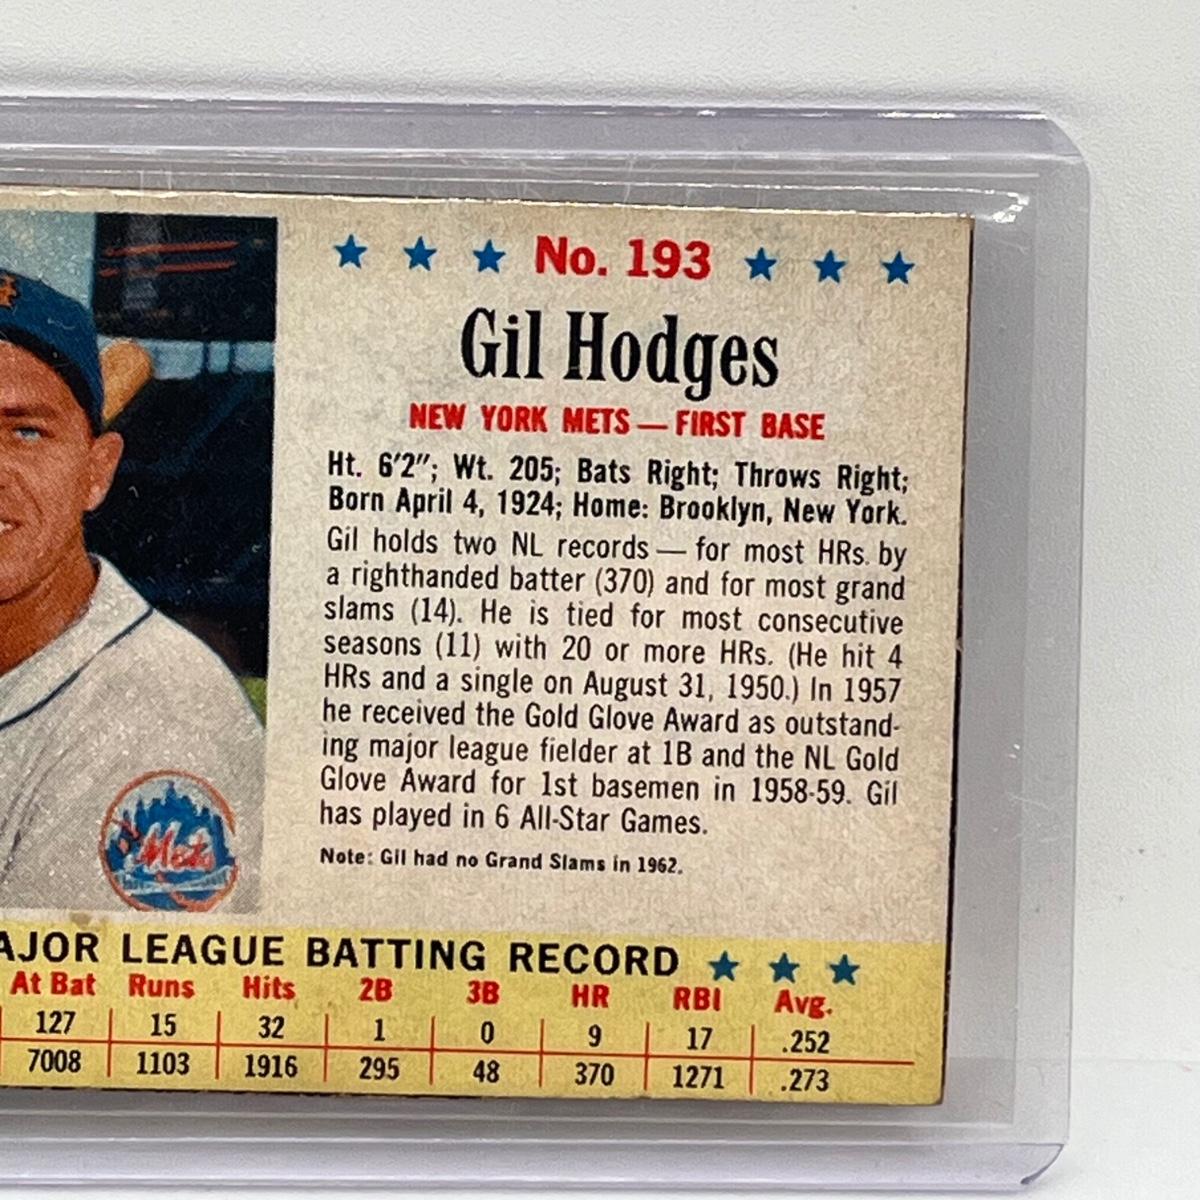 No. 193
Gil Hodges
NEW YORK METS — FIRST BASE
Ht. 6'2"; Wt. 205; Bats Right; Throws Right;
Born April 4, 1924; Home: Brooklyn, New York.
Gil holds two NL records — for most HRs. by
a righthanded batter (370) and for most grand
slams (14). He is tied for most consecutive
seasons (11) with 20 or more HRs. (He hit 4
HRs and a single on August 31, 1950.) In 1957
he received the Gold Glove Award as outstand-
ing major league fielder at 1B and the NL Gold
Glove Award for 1st basemen in 1958-59. Gil
has played in 6 All-Star Games.
Note: Gil had no Grand Slams in 1962.
Mets
AJOR LEAGUE BATTING RECORD
At Bat Runs Hits 2B 3B HR RBI Avg.
127 15 32 1 0 9 17 .252
7008 1103 1916 295 48 370 1271 .273